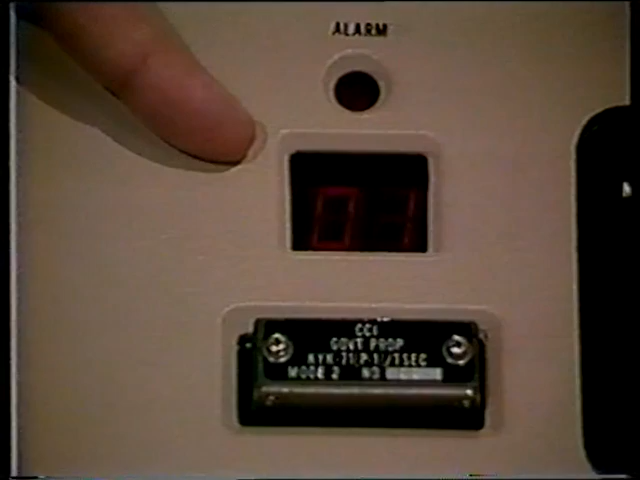 ALARM
01
CCI
GOVT PROP
KYK-71/P-1/TSEC
MODE 2 NO